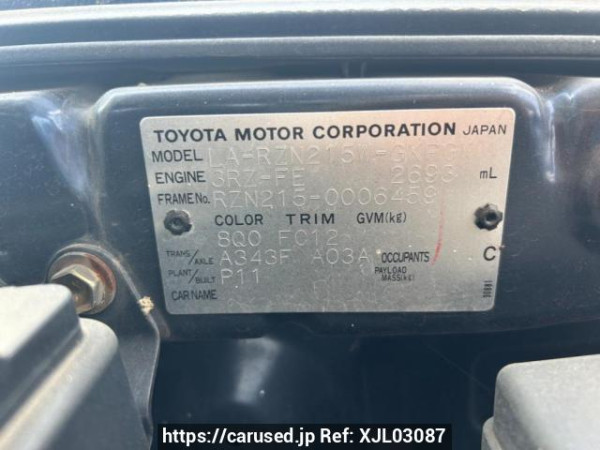 TOYOTA MOTOR CORPORATION JAPAN
MODEL
ENGINE 3RZ-FE 2693 mL
FRAME No. RZN215-0006459
COLOR TRIM GVM(kg)
8Q0 FC12
TRANS/AXLE A343F A03A OCCUPANTS C
PLANT/BUILT P11 PAYLOAD MASS(kg)
CAR NAME
https://carused.jp Ref: XJL03087